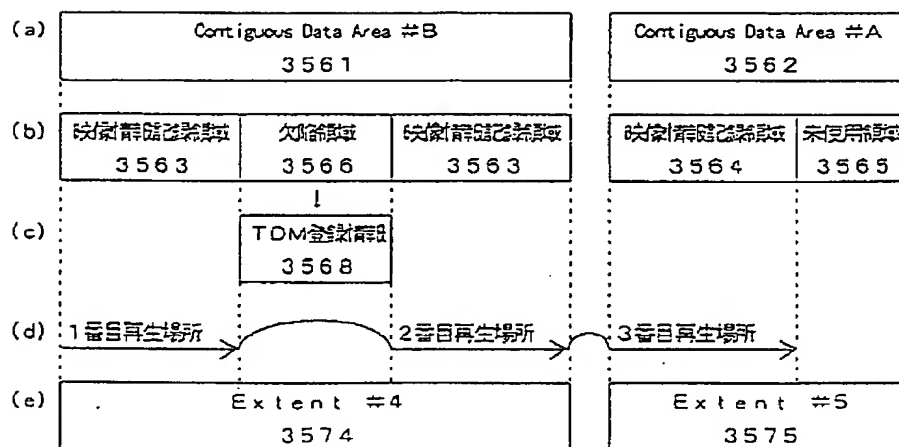 (a) Contiguous Data Area #B Contiguous Data Area #A
3561 3562
(b) 映像情報記録領域 欠陥領域 映像情報記録領域 映像情報記録領域 未使用領域
3563 3566 3563 3564 3565
↓
(c) TDM登録情報
3568
(d) 1番目再生場所 2番目再生場所 3番目再生場所
(e) Extent #4 Extent #5
3574 3575